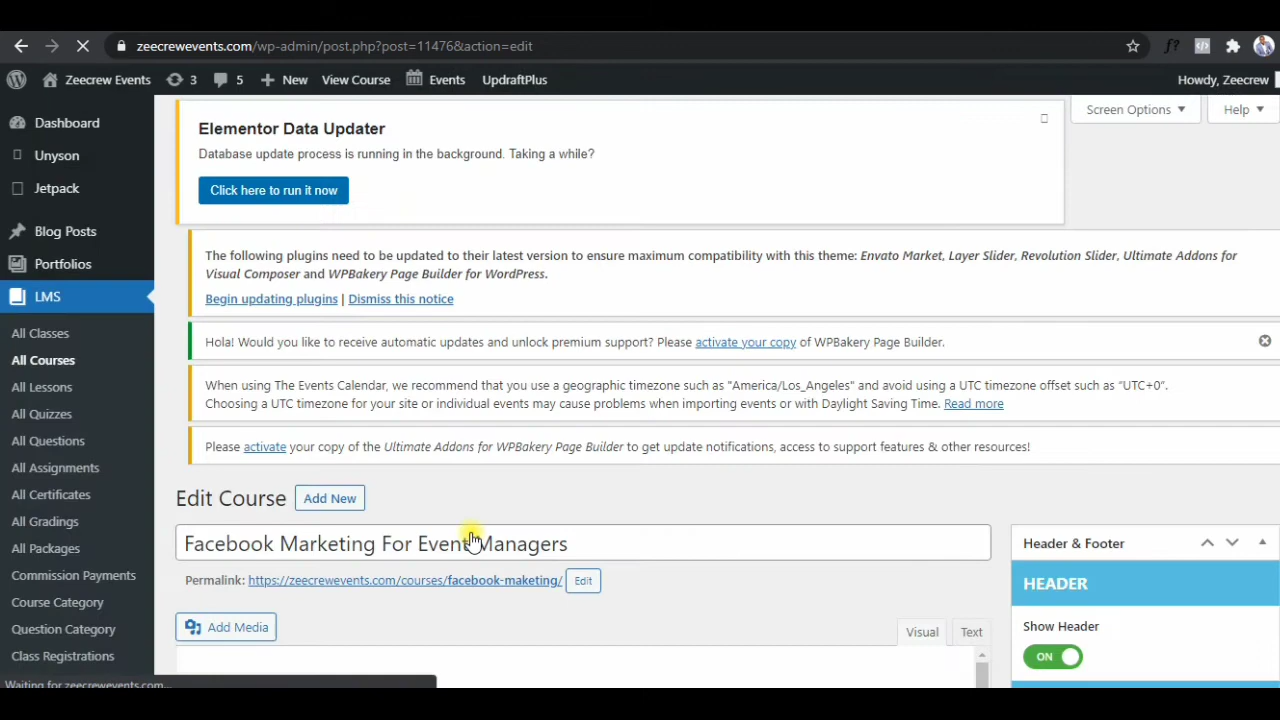 zeecrewevents.com/wp-admin/post.php?post=11476&action=edit
Zeecrew Events 3 5 New View Course Events UpdraftPlus Howdy, Zeecrew
Screen Options Help
Dashboard
Unyson
Jetpack
Blog Posts
Portfolios
LMS
All Classes
All Courses
All Lessons
All Quizzes
All Questions
All Assignments
All Certificates
All Gradings
All Packages
Commission Payments
Course Category
Question Category
Class Registrations
Elementor Data Updater
Database update process is running in the background. Taking a while?
Click here to run it now
The following plugins need to be updated to their latest version to ensure maximum compatibility with this theme: Envato Market, Layer Slider, Revolution Slider, Ultimate Addons for
Visual Composer and WPBakery Page Builder for WordPress.
Begin updating plugins | Dismiss this notice
Hola! Would you like to receive automatic updates and unlock premium support? Please activate your copy of WPBakery Page Builder.
When using The Events Calendar, we recommend that you use a geographic timezone such as "America/Los_Angeles" and avoid using a UTC timezone offset such as “UTC+0”.
Choosing a UTC timezone for your site or individual events may cause problems when importing events or with Daylight Saving Time. Read more
Please activate your copy of the Ultimate Addons for WPBakery Page Builder to get update notifications, access to support features & other resources!
Edit Course Add New
Facebook Marketing For Event Managers
Permalink: https://zeecrewevents.com/courses/facebook-maketing/ Edit
Add Media
Visual Text
Header & Footer
HEADER
Show Header
ON
Waiting for zeecrewevents.com...